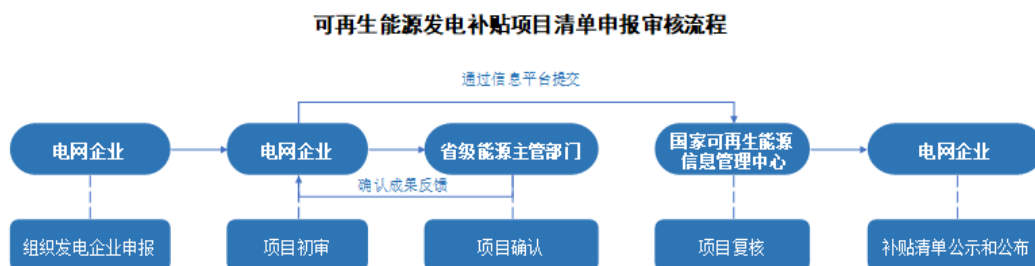 可再生能源发电补贴项目清单申报审核流程
通过信息平台提交
电网企业
电网企业
省级能源主管部门
国家可再生能源
信息管理中心
电网企业
确认成果反馈
组织发电企业申报
项目初审
项目确认
项目复核
补贴清单公示和公布